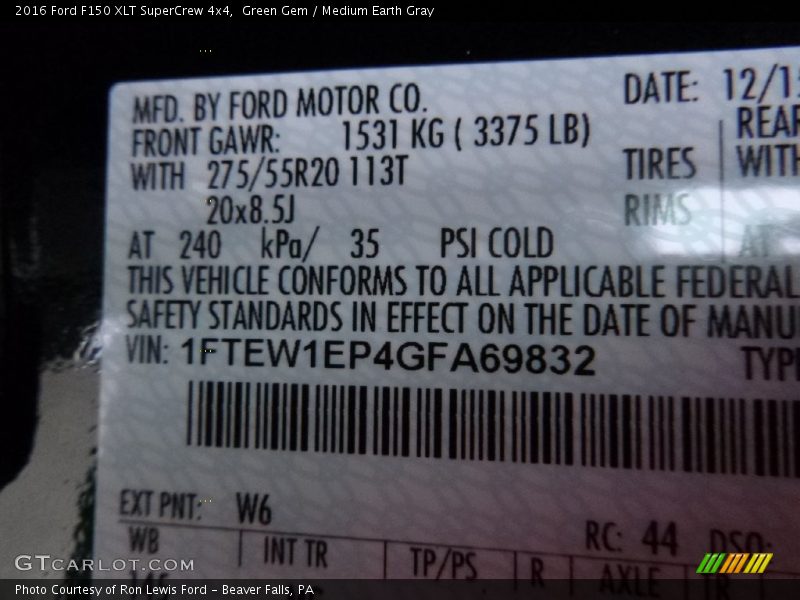 2016 Ford F150 XLT SuperCrew 4x4,  Green Gem / Medium Earth Gray
MFD. BY FORD MOTOR CO. DATE: 12/15
FRONT GAWR: 1531 KG ( 3375 LB) REAR
WITH 275/55R20 113T TIRES WITH
20x8.5J RIMS
AT 240 kPa/ 35 PSI COLD AT
THIS VEHICLE CONFORMS TO ALL APPLICABLE FEDERAL
SAFETY STANDARDS IN EFFECT ON THE DATE OF MANU
VIN: 1FTEW1EP4GFA69832 TYP
EXT PNT: W6 RC: 44 DSO:
WB INT TR TP/PS R AXLE TR
GTCarLot.com
Photo Courtesy of Ron Lewis Ford - Beaver Falls, PA